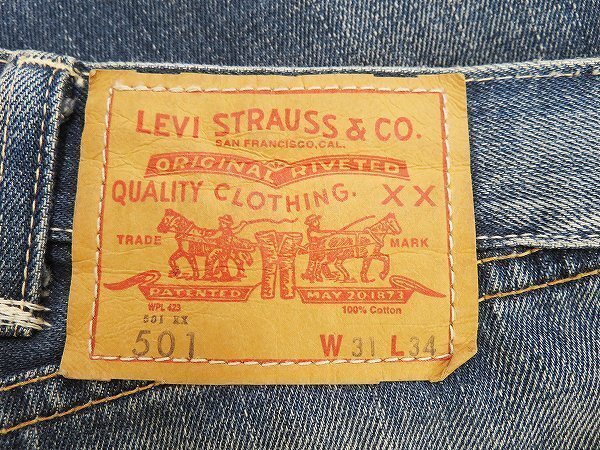 LEVI STRAUSS & CO.
SAN FRANCISCO, CAL.
ORIGINAL RIVETED
QUALITY CLOTHING. XX
TRADE MARK
PATENTED MAY 20 1873
WPL 423 100% Cotton
501 XX
501 W 31 L 34